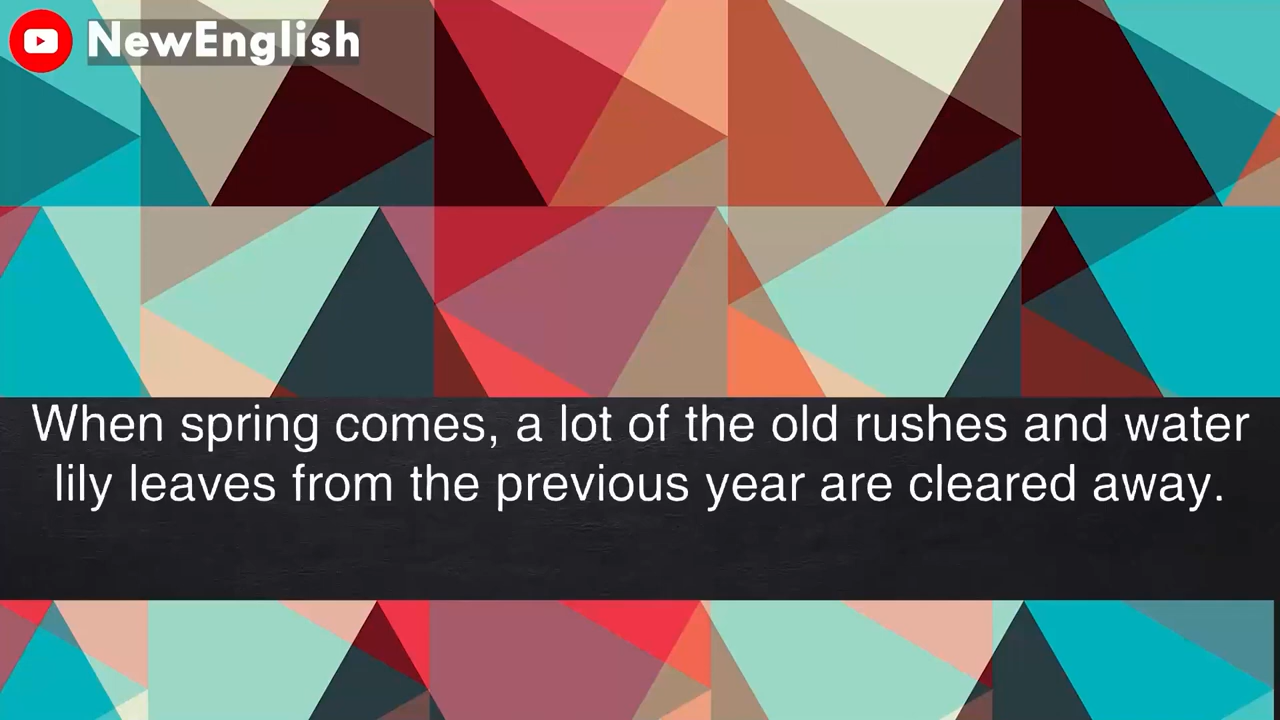 NewEnglish
When spring comes, a lot of the old rushes and water
lily leaves from the previous year are cleared away.